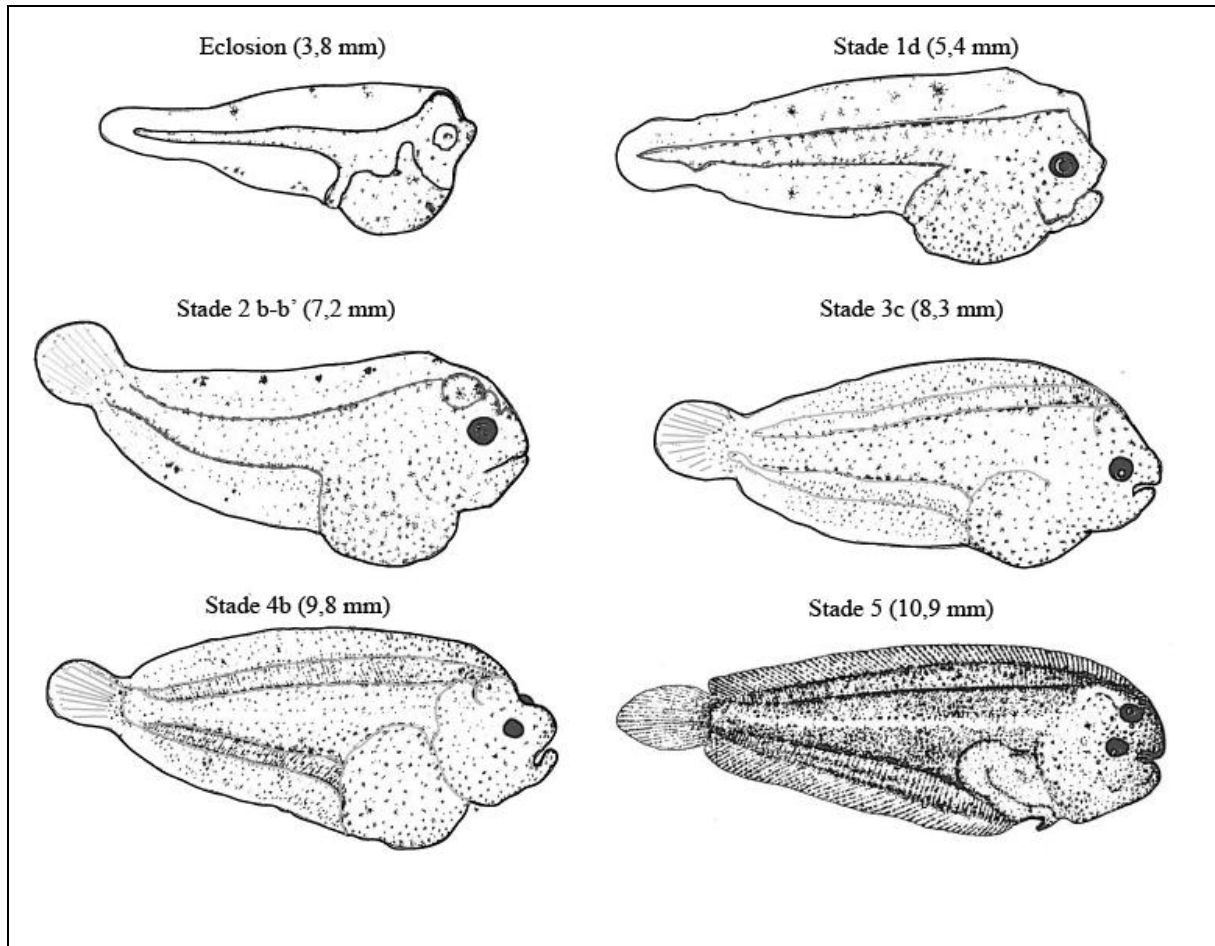 Eclosion (3,8 mm)
Stade 1d (5,4 mm)
Stade 2 b-b’ (7,2 mm)
Stade 3c (8,3 mm)
Stade 4b (9,8 mm)
Stade 5 (10,9 mm)